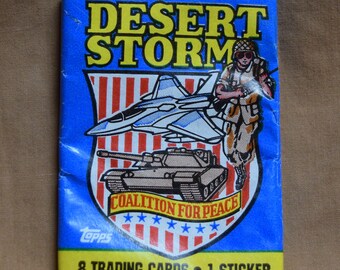 DESERT
STORM
COALITION FOR PEACE
topps
8 TRADING CARDS • 1 STICKER